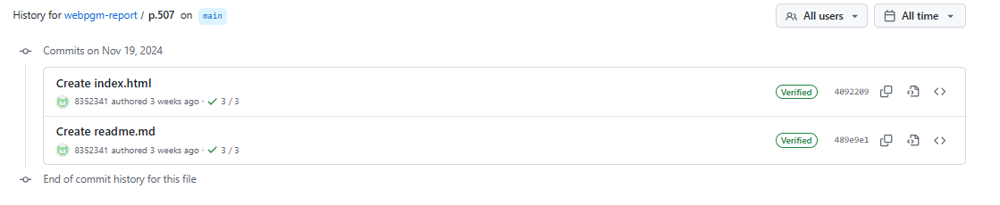 History for webpgm-report / p.507 on main
All users
All time
Commits on Nov 19, 2024
Create index.html
8352341 authored 3 weeks ago · 3 / 3
Verified
4092209
Create readme.md
8352341 authored 3 weeks ago · 3 / 3
Verified
489e9e1
End of commit history for this file